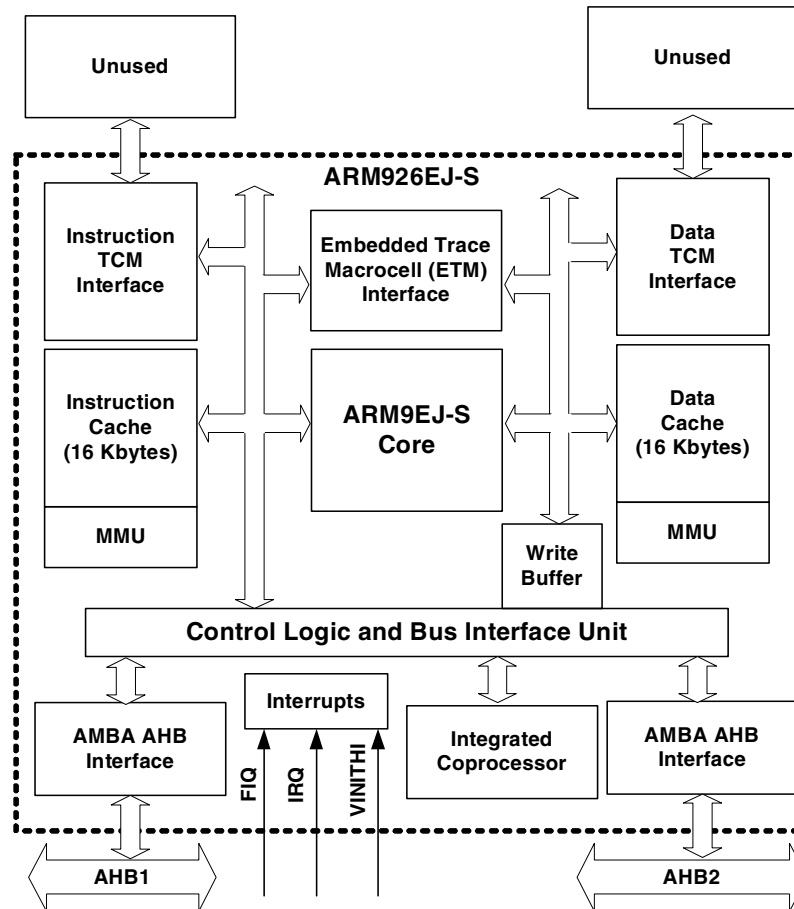 Unused
Unused
ARM926EJ-S
Instruction
TCM
Interface
Embedded Trace
Macrocell (ETM)
Interface
Data
TCM
Interface
Instruction
Cache
(16 Kbytes)
MMU
ARM9EJ-S
Core
Data
Cache
(16 Kbytes)
MMU
Write
Buffer
Control Logic and Bus Interface Unit
AMBA AHB
Interface
Interrupts
FIQ
IRQ
VINITHI
Integrated
Coprocessor
AMBA AHB
Interface
AHB1
AHB2